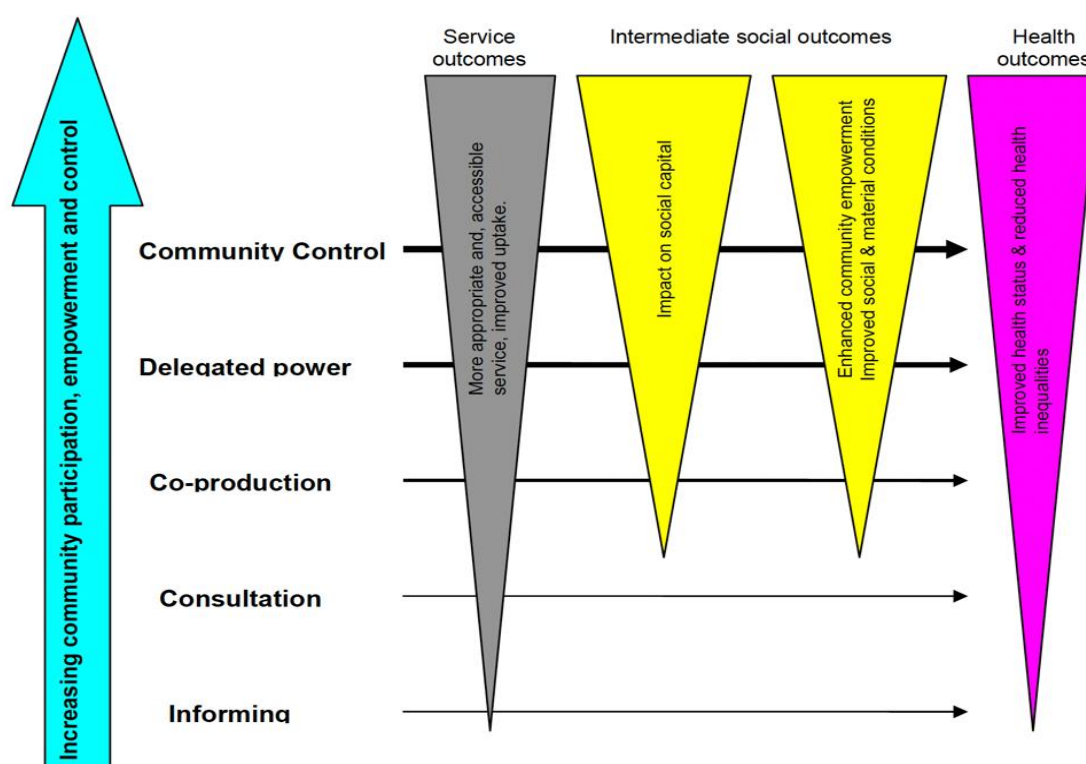 Service
outcomes
Intermediate social outcomes
Health
outcomes
Increasing community participation, empowerment and control
More appropriate and, accessible
service, improved uptake.
Impact on social capital
Enhanced community empowerment
Improved social & material conditions
Improved health status & reduced health
inequalities
Community Control
Delegated power
Co-production
Consultation
Informing